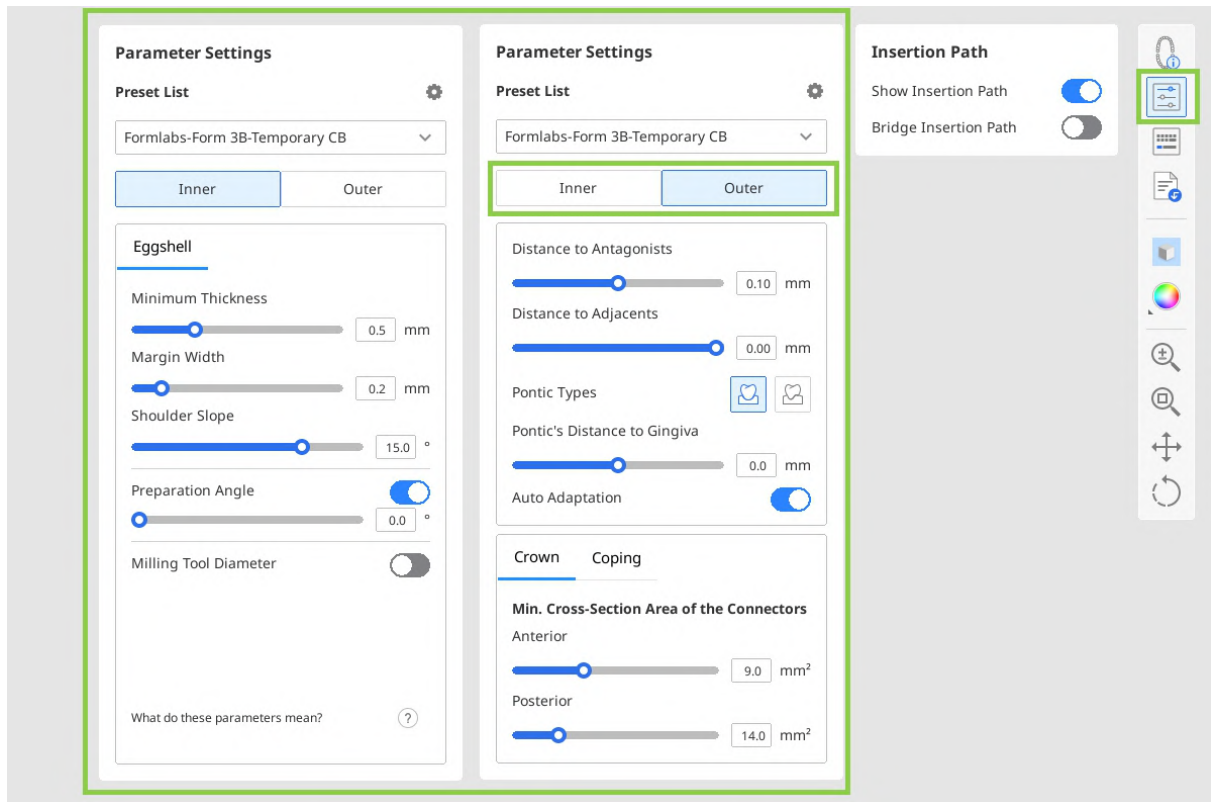 Parameter Settings
Preset List
Formlabs-Form 3B-Temporary CB
Inner Outer
Eggshell
Minimum Thickness
0.5 mm
Margin Width
0.2 mm
Shoulder Slope
15.0 °
Preparation Angle
0.0 °
Milling Tool Diameter
What do these parameters mean? ?
Parameter Settings
Preset List
Formlabs-Form 3B-Temporary CB
Inner Outer
Distance to Antagonists
0.10 mm
Distance to Adjacents
0.00 mm
Pontic Types
Pontic's Distance to Gingiva
0.0 mm
Auto Adaptation
Crown Coping
Min. Cross-Section Area of the Connectors
Anterior
9.0 mm²
Posterior
14.0 mm²
Insertion Path
Show Insertion Path
Bridge Insertion Path